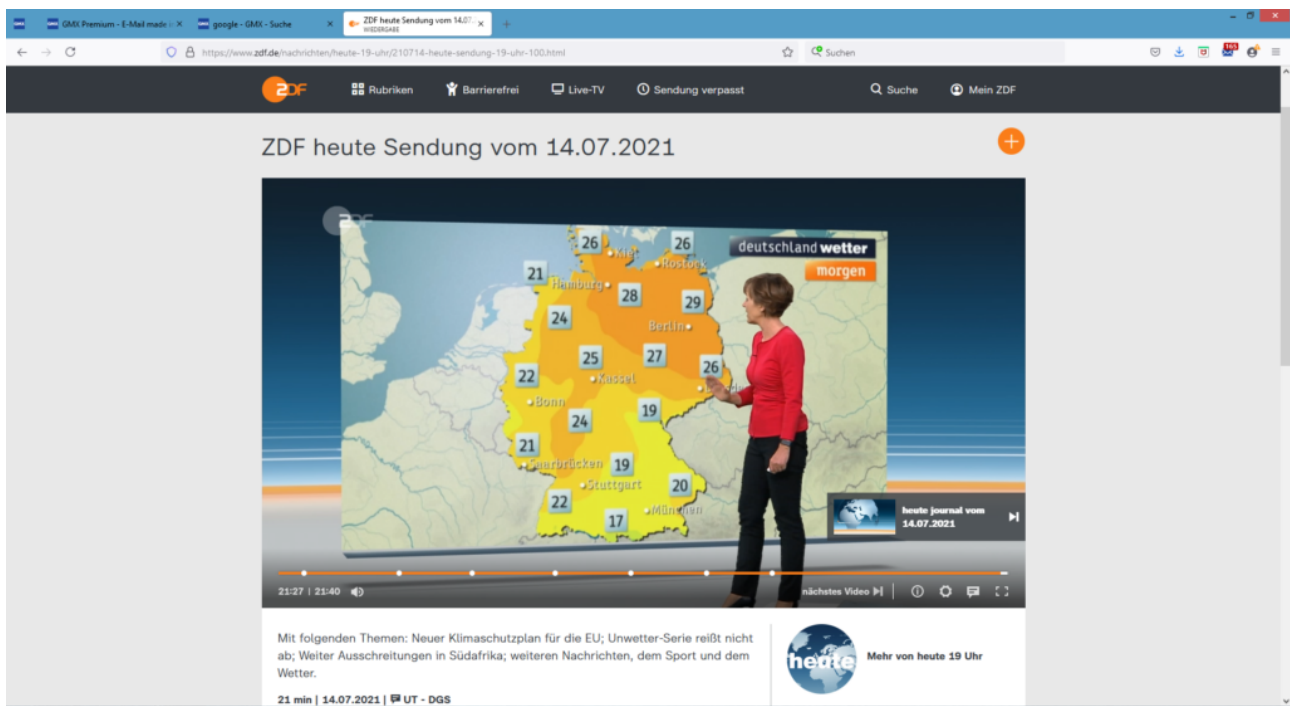 GMX Premium - E-Mail made
google - GMX - Suche
ZDF heute Sendung vom 14.07.
WIEDERGABE
https://www.zdf.de/nachrichten/heute-19-uhr/210714-heute-sendung-19-uhr-100.html
Suchen
165
ZDF
Rubriken
Barrierefrei
Live-TV
Sendung verpasst
Suche
Mein ZDF
ZDF heute Sendung vom 14.07.2021
ZDF
deutschland wetter
morgen
26
Kiel
26
Rostock
21
Hamburg
28
29
24
Berlin
25
27
26
Kassel
22
Bonn
19
24
21
Saarbrücken
19
Stuttgart
20
22
München
17
heute journal vom
14.07.2021
21:27 | 21:40
nächstes Video
Mit folgenden Themen: Neuer Klimaschutzplan für die EU; Unwetter-Serie reißt nicht
ab; Weiter Ausschreitungen in Südafrika; weiteren Nachrichten, dem Sport und dem
Wetter.
21 min | 14.07.2021 | UT - DGS
heute
Mehr von heute 19 Uhr